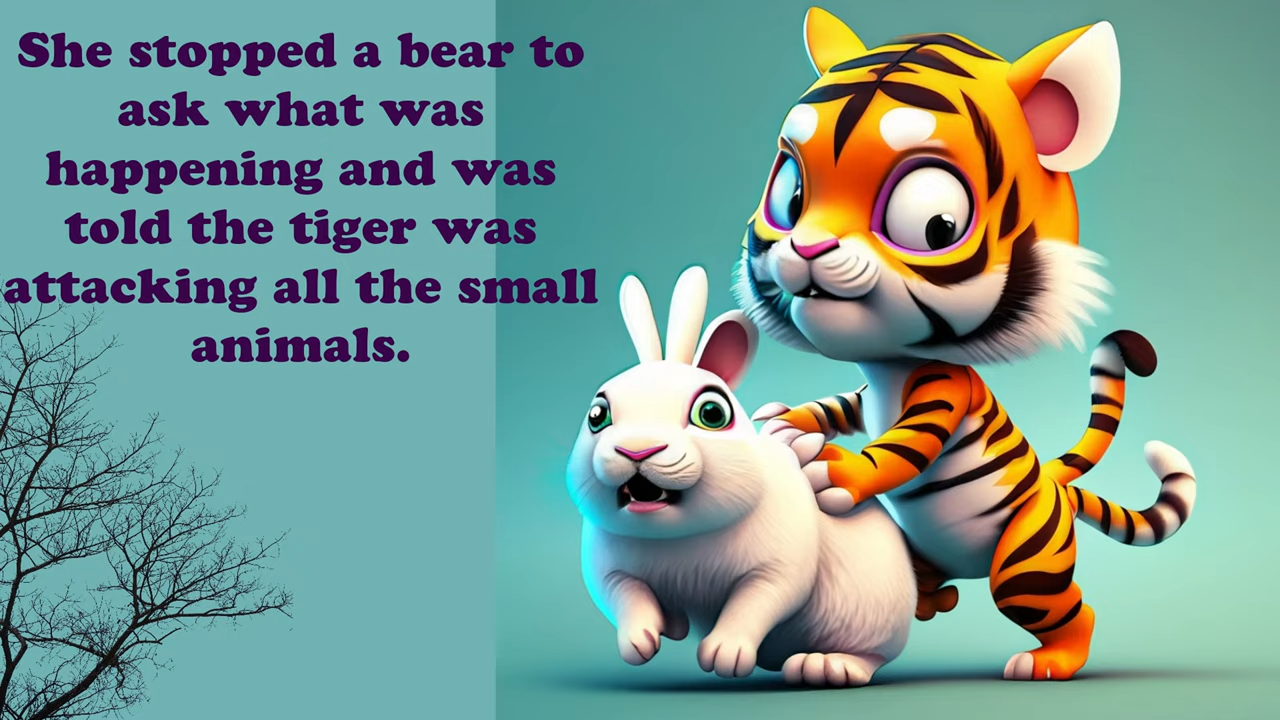 She stopped a bear to
ask what was
happening and was
told the tiger was
attacking all the small
animals.